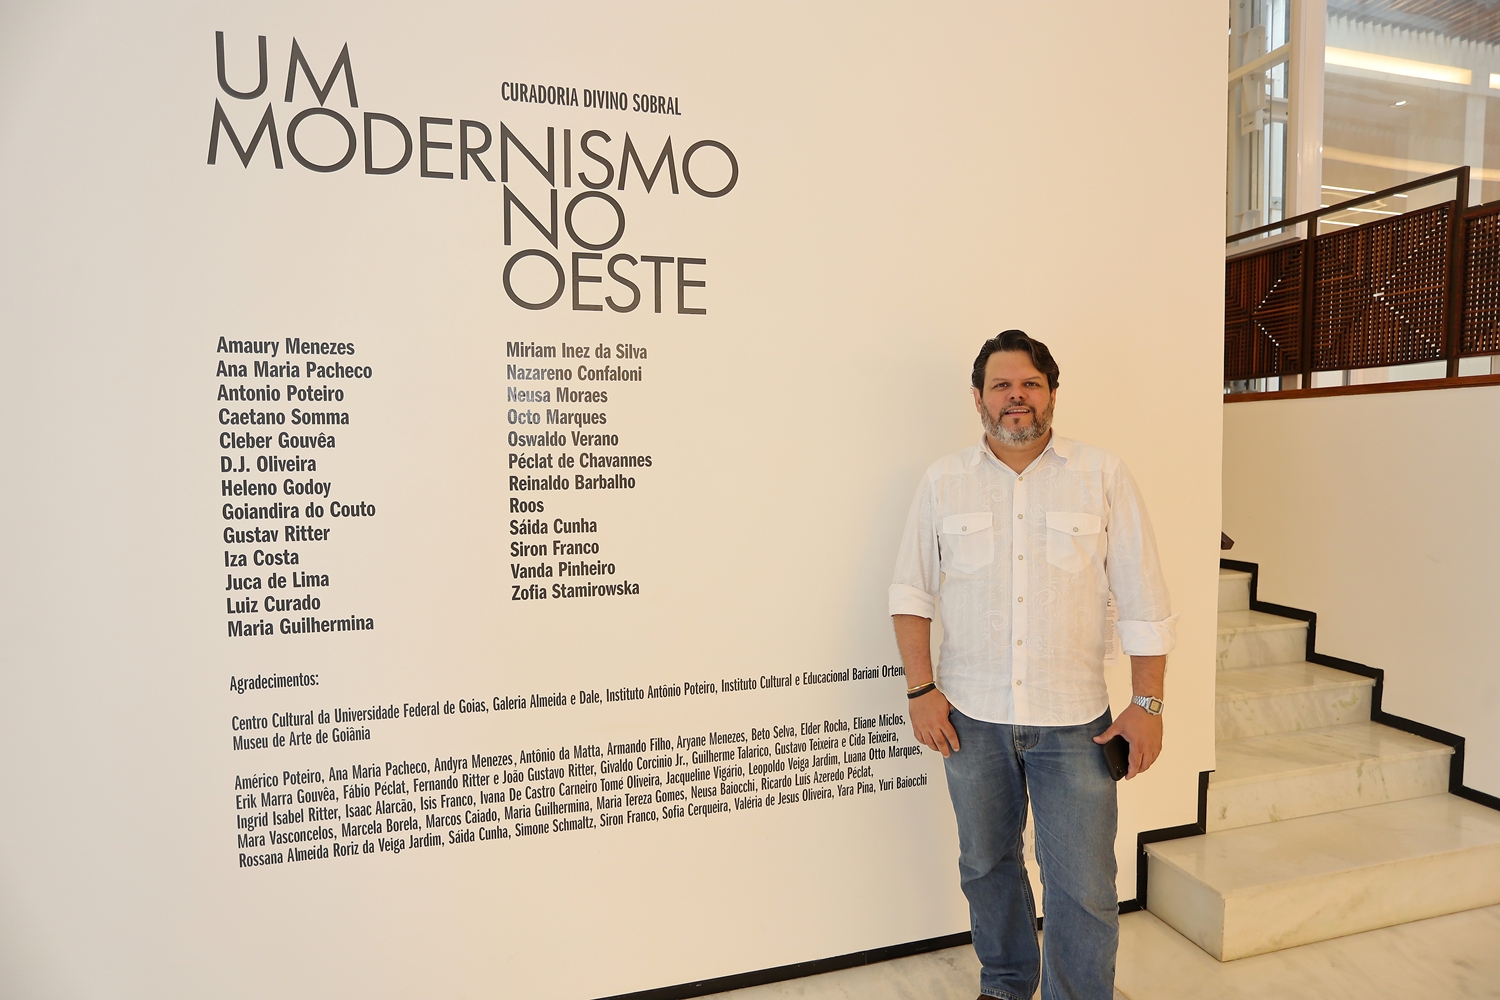 UM
MODERNISMO
NO
OESTE
CURADORIA DIVINO SOBRAL
Amaury Menezes
Ana Maria Pacheco
Antonio Poteiro
Caetano Somma
Cleber Gouvêa
D.J. Oliveira
Heleno Godoy
Goiandira do Couto
Gustav Ritter
Iza Costa
Juca de Lima
Luiz Curado
Maria Guilhermina
Miriam Inez da Silva
Nazareno Confaloni
Neusa Moraes
Octo Marques
Oswaldo Verano
Péclat de Chavannes
Reinaldo Barbalho
Roos
Sáida Cunha
Siron Franco
Vanda Pinheiro
Zofia Stamirowska
Agradecimentos:
Centro Cultural da Universidade Federal de Goias, Galeria Almeida e Dale, Instituto Antônio Poteiro, Instituto Cultural e Educacional Bariani
Museu de Arte de Goiânia
Américo Poteiro, Ana Maria Pacheco, Andyra Menezes, Antônio da Matta, Armando Filho, Aryane Menezes, Beto Selva, Elder Rocha, Eliane Miclos,
Erik Marra Gouvêa, Fábio Péclat, Fernando Ritter e João Gustavo Ritter, Givaldo Corcinio Jr., Guilherme Talarico, Gustavo Teixeira e Cida Teixeira,
Ingrid Isabel Ritter, Isaac Alarcão, Isis Franco, Ivana De Castro Carneiro Tomé Oliveira, Jacqueline Vigário, Leopoldo Veiga Jardim, Luana Otto Marques,
Mara Vasconcelos, Marcela Borela, Marcos Caiado, Maria Guilhermina, Maria Tereza Gomes, Neusa Baiocchi, Ricardo Luís Azeredo Péclat,
Rossana Almeida Roriz da Veiga Jardim, Sáida Cunha, Simone Schmaltz, Siron Franco, Sofia Cerqueira, Valéria de Jesus Oliveira, Yara Pina, Yuri Baiocchi